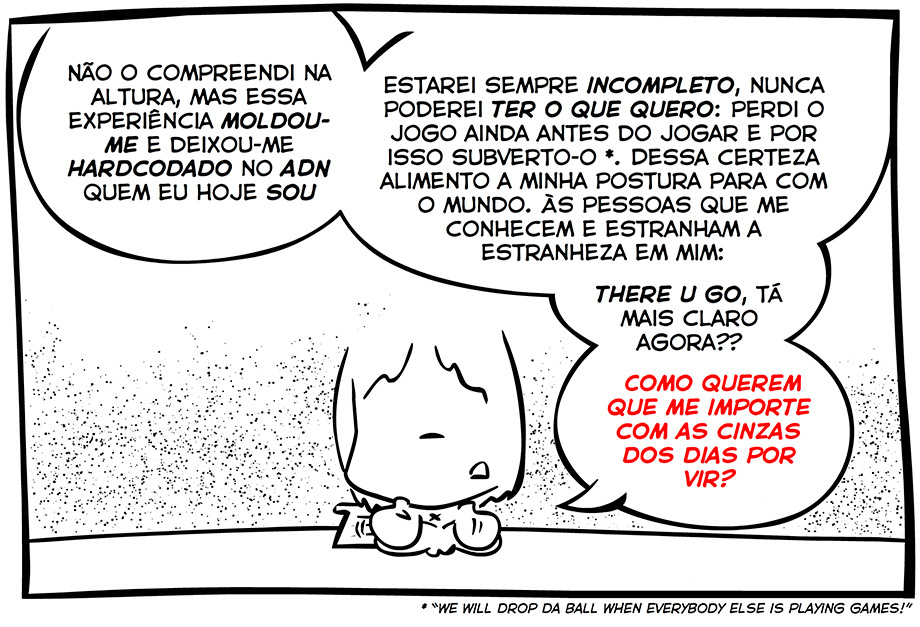 NÃO O COMPREENDI NA
ALTURA, MAS ESSA
EXPERIÊNCIA MOLDOU-
ME E DEIXOU-ME
HARDCODADO NO ADN
QUEM EU HOJE SOU
ESTAREI SEMPRE INCOMPLETO, NUNCA
PODEREI TER O QUE QUERO: PERDI O
JOGO AINDA ANTES DO JOGAR E POR
ISSO SUBVERTO-O *. DESSA CERTEZA
ALIMENTO A MINHA POSTURA PARA COM
O MUNDO. ÀS PESSOAS QUE ME
CONHECEM E ESTRANHAM A
ESTRANHEZA EM MIM:
THERE U GO, TÁ
MAIS CLARO
AGORA??
COMO QUEREM
QUE ME IMPORTE
COM AS CINZAS
DOS DIAS POR
VIR?
* "WE WILL DROP DA BALL WHEN EVERYBODY ELSE IS PLAYING GAMES!"